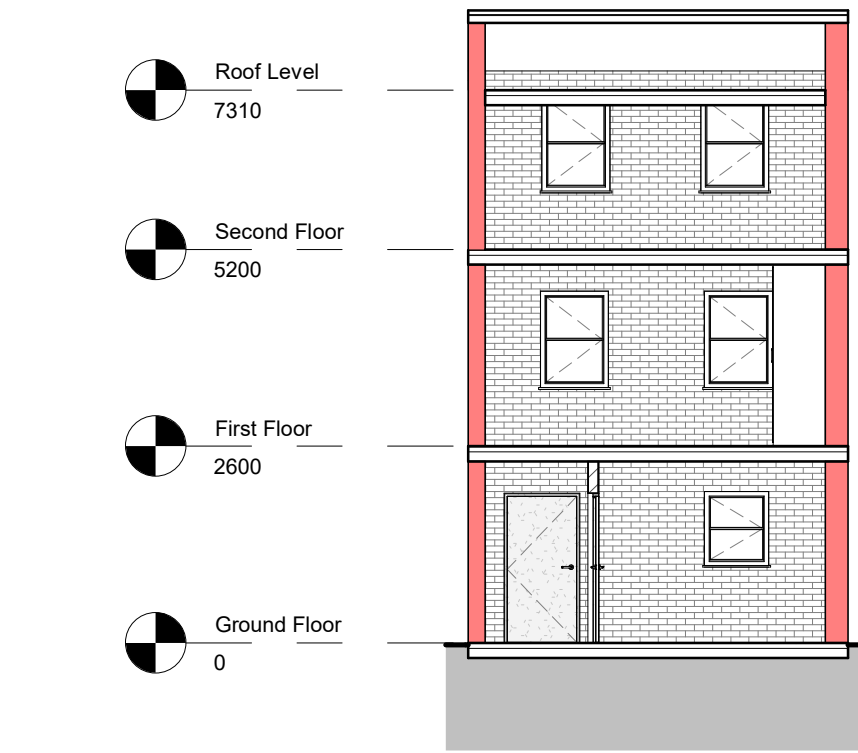 Roof Level
7310
Second Floor
5200
First Floor
2600
Ground Floor
0